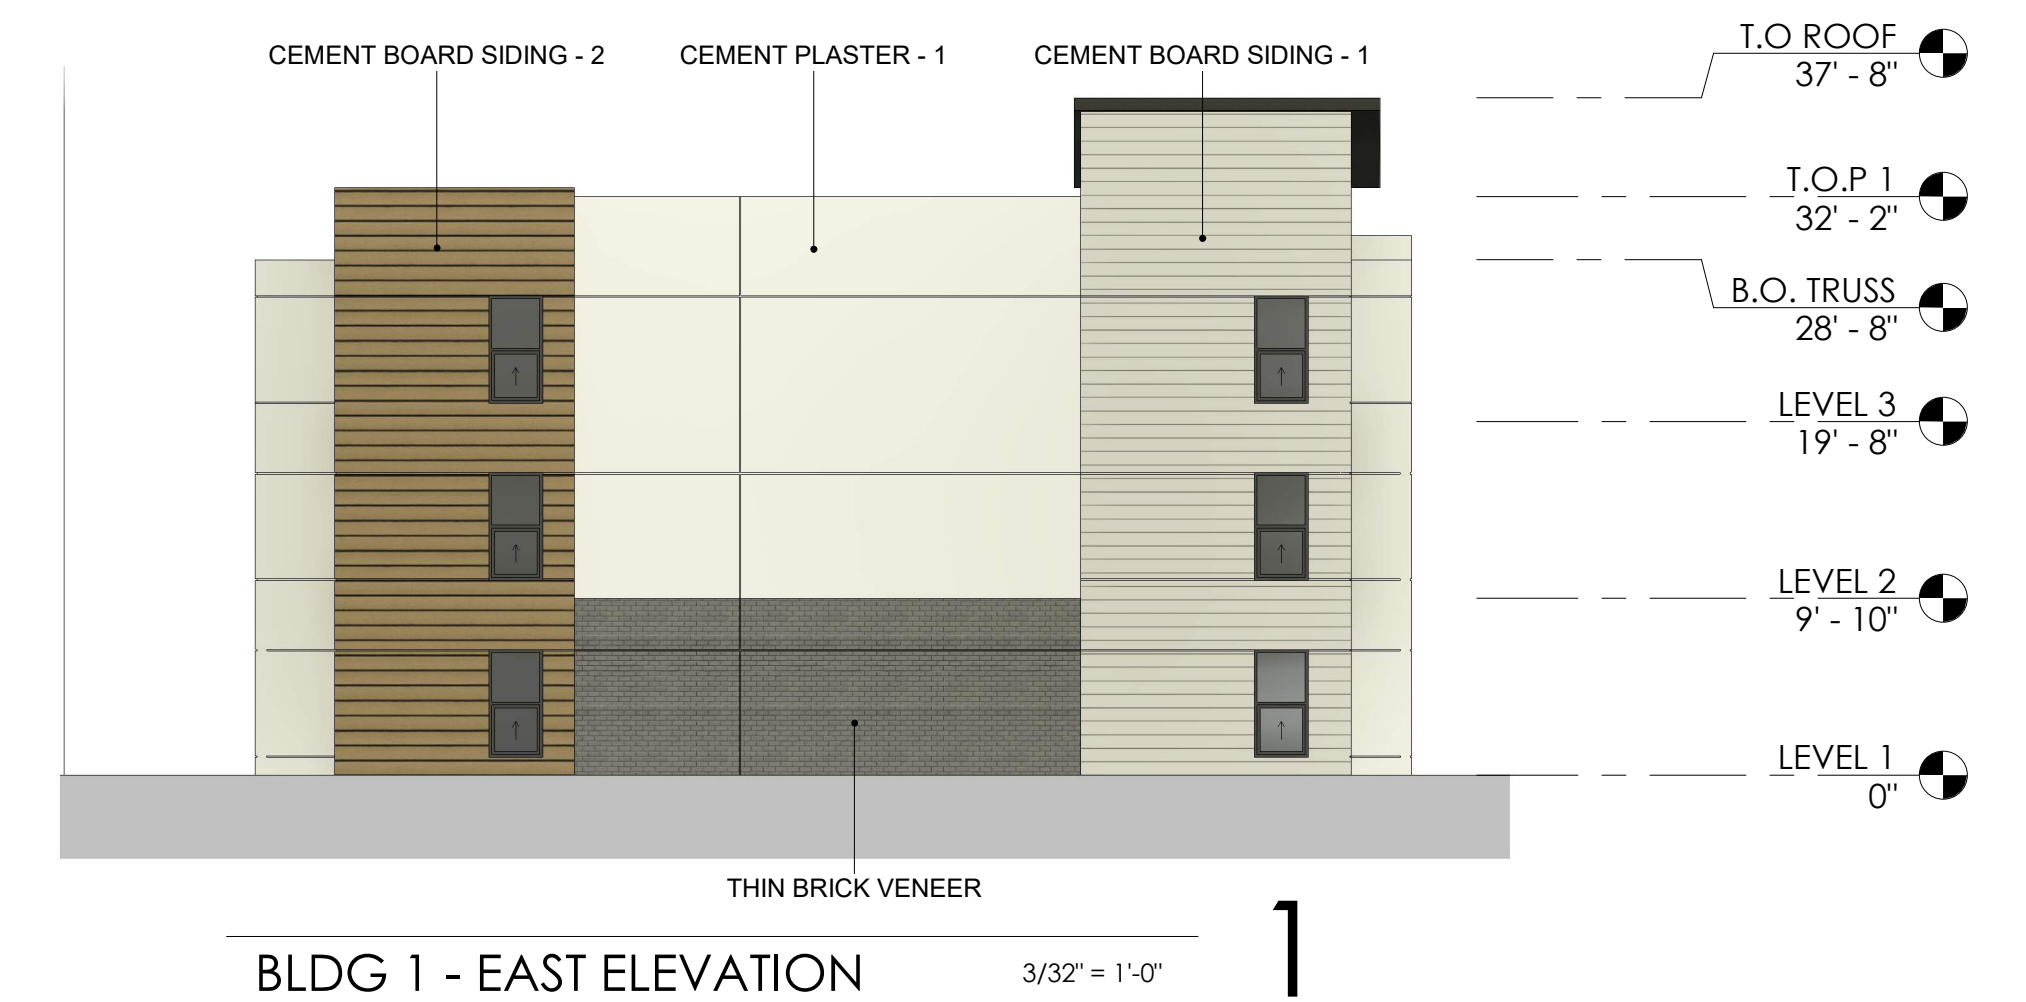 CEMENT BOARD SIDING - 2
CEMENT PLASTER - 1
CEMENT BOARD SIDING - 1
T.O ROOF
37' - 8"
T.O.P 1
32' - 2"
B.O. TRUSS
28' - 8"
LEVEL 3
19' - 8"
LEVEL 2
9' - 10"
LEVEL 1
0"
THIN BRICK VENEER
BLDG 1 - EAST ELEVATION
3/32" = 1'-0"
1